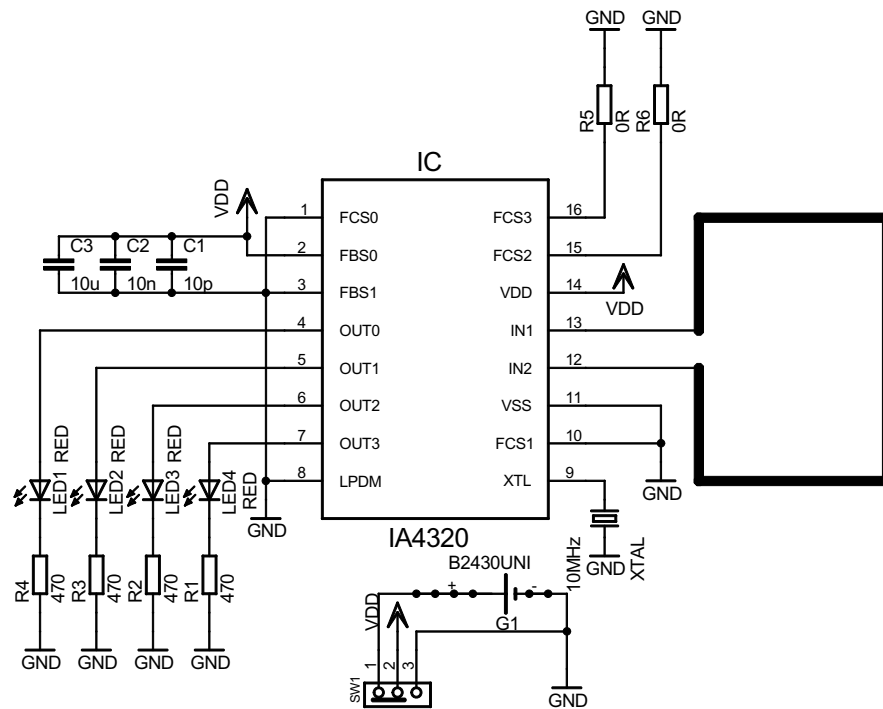 GND GND
R5 0R R6 0R
IC
VDD
1 FCS0 FCS3 16
C3 C2 C1
2 FBS0 FCS2 15
10u 10n 10p
3 FBS1 VDD 14
VDD
4 OUT0 IN1 13
5 OUT1 IN2 12
6 OUT2 VSS 11
7 OUT3 FCS1 10
8 LPDM XTL 9
LED1 RED LED2 RED LED3 RED LED4 RED
GND
GND
IA4320
10MHz XTAL
GND
B2430UNI
+ -
G1
R4 470 R3 470 R2 470 R1 470
VDD
GND GND GND GND
SW1 1 2 3
GND